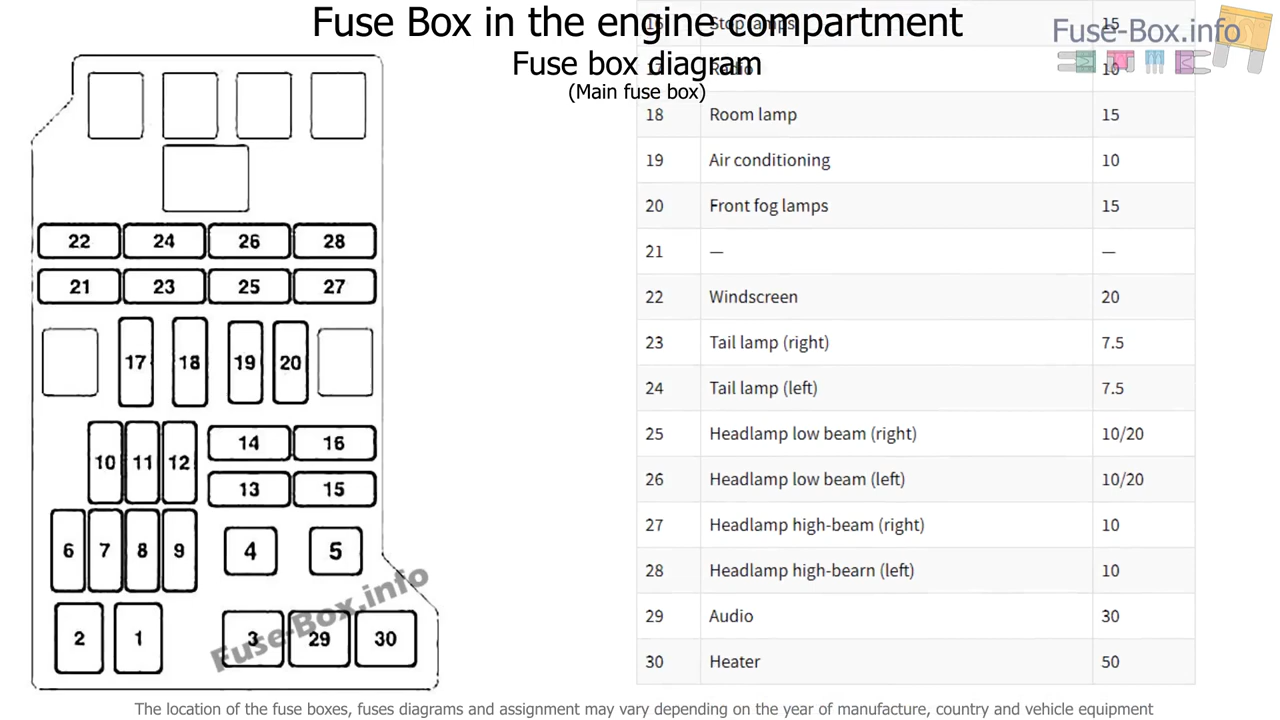 Fuse Box in the engine compartment
Fuse box diagram
(Main fuse box)
Fuse-Box.info
16 Stop lamps 15
17 Radio 10
18 Room lamp 15
19 Air conditioning 10
20 Front fog lamps 15
21 — —
22 Windscreen 20
23 Tail lamp (right) 7.5
24 Tail lamp (left) 7.5
25 Headlamp low beam (right) 10/20
26 Headlamp low beam (left) 10/20
27 Headlamp high-beam (right) 10
28 Headlamp high-bearn (left) 10
29 Audio 30
30 Heater 50
22 24 26 28
21 23 25 27
17 18 19 20
14 16
10 11 12
13 15
6 7 8 9 4 5
2 1 3 29 30
Fuse-Box.info
The location of the fuse boxes, fuses diagrams and assignment may vary depending on the year of manufacture, country and vehicle equipment